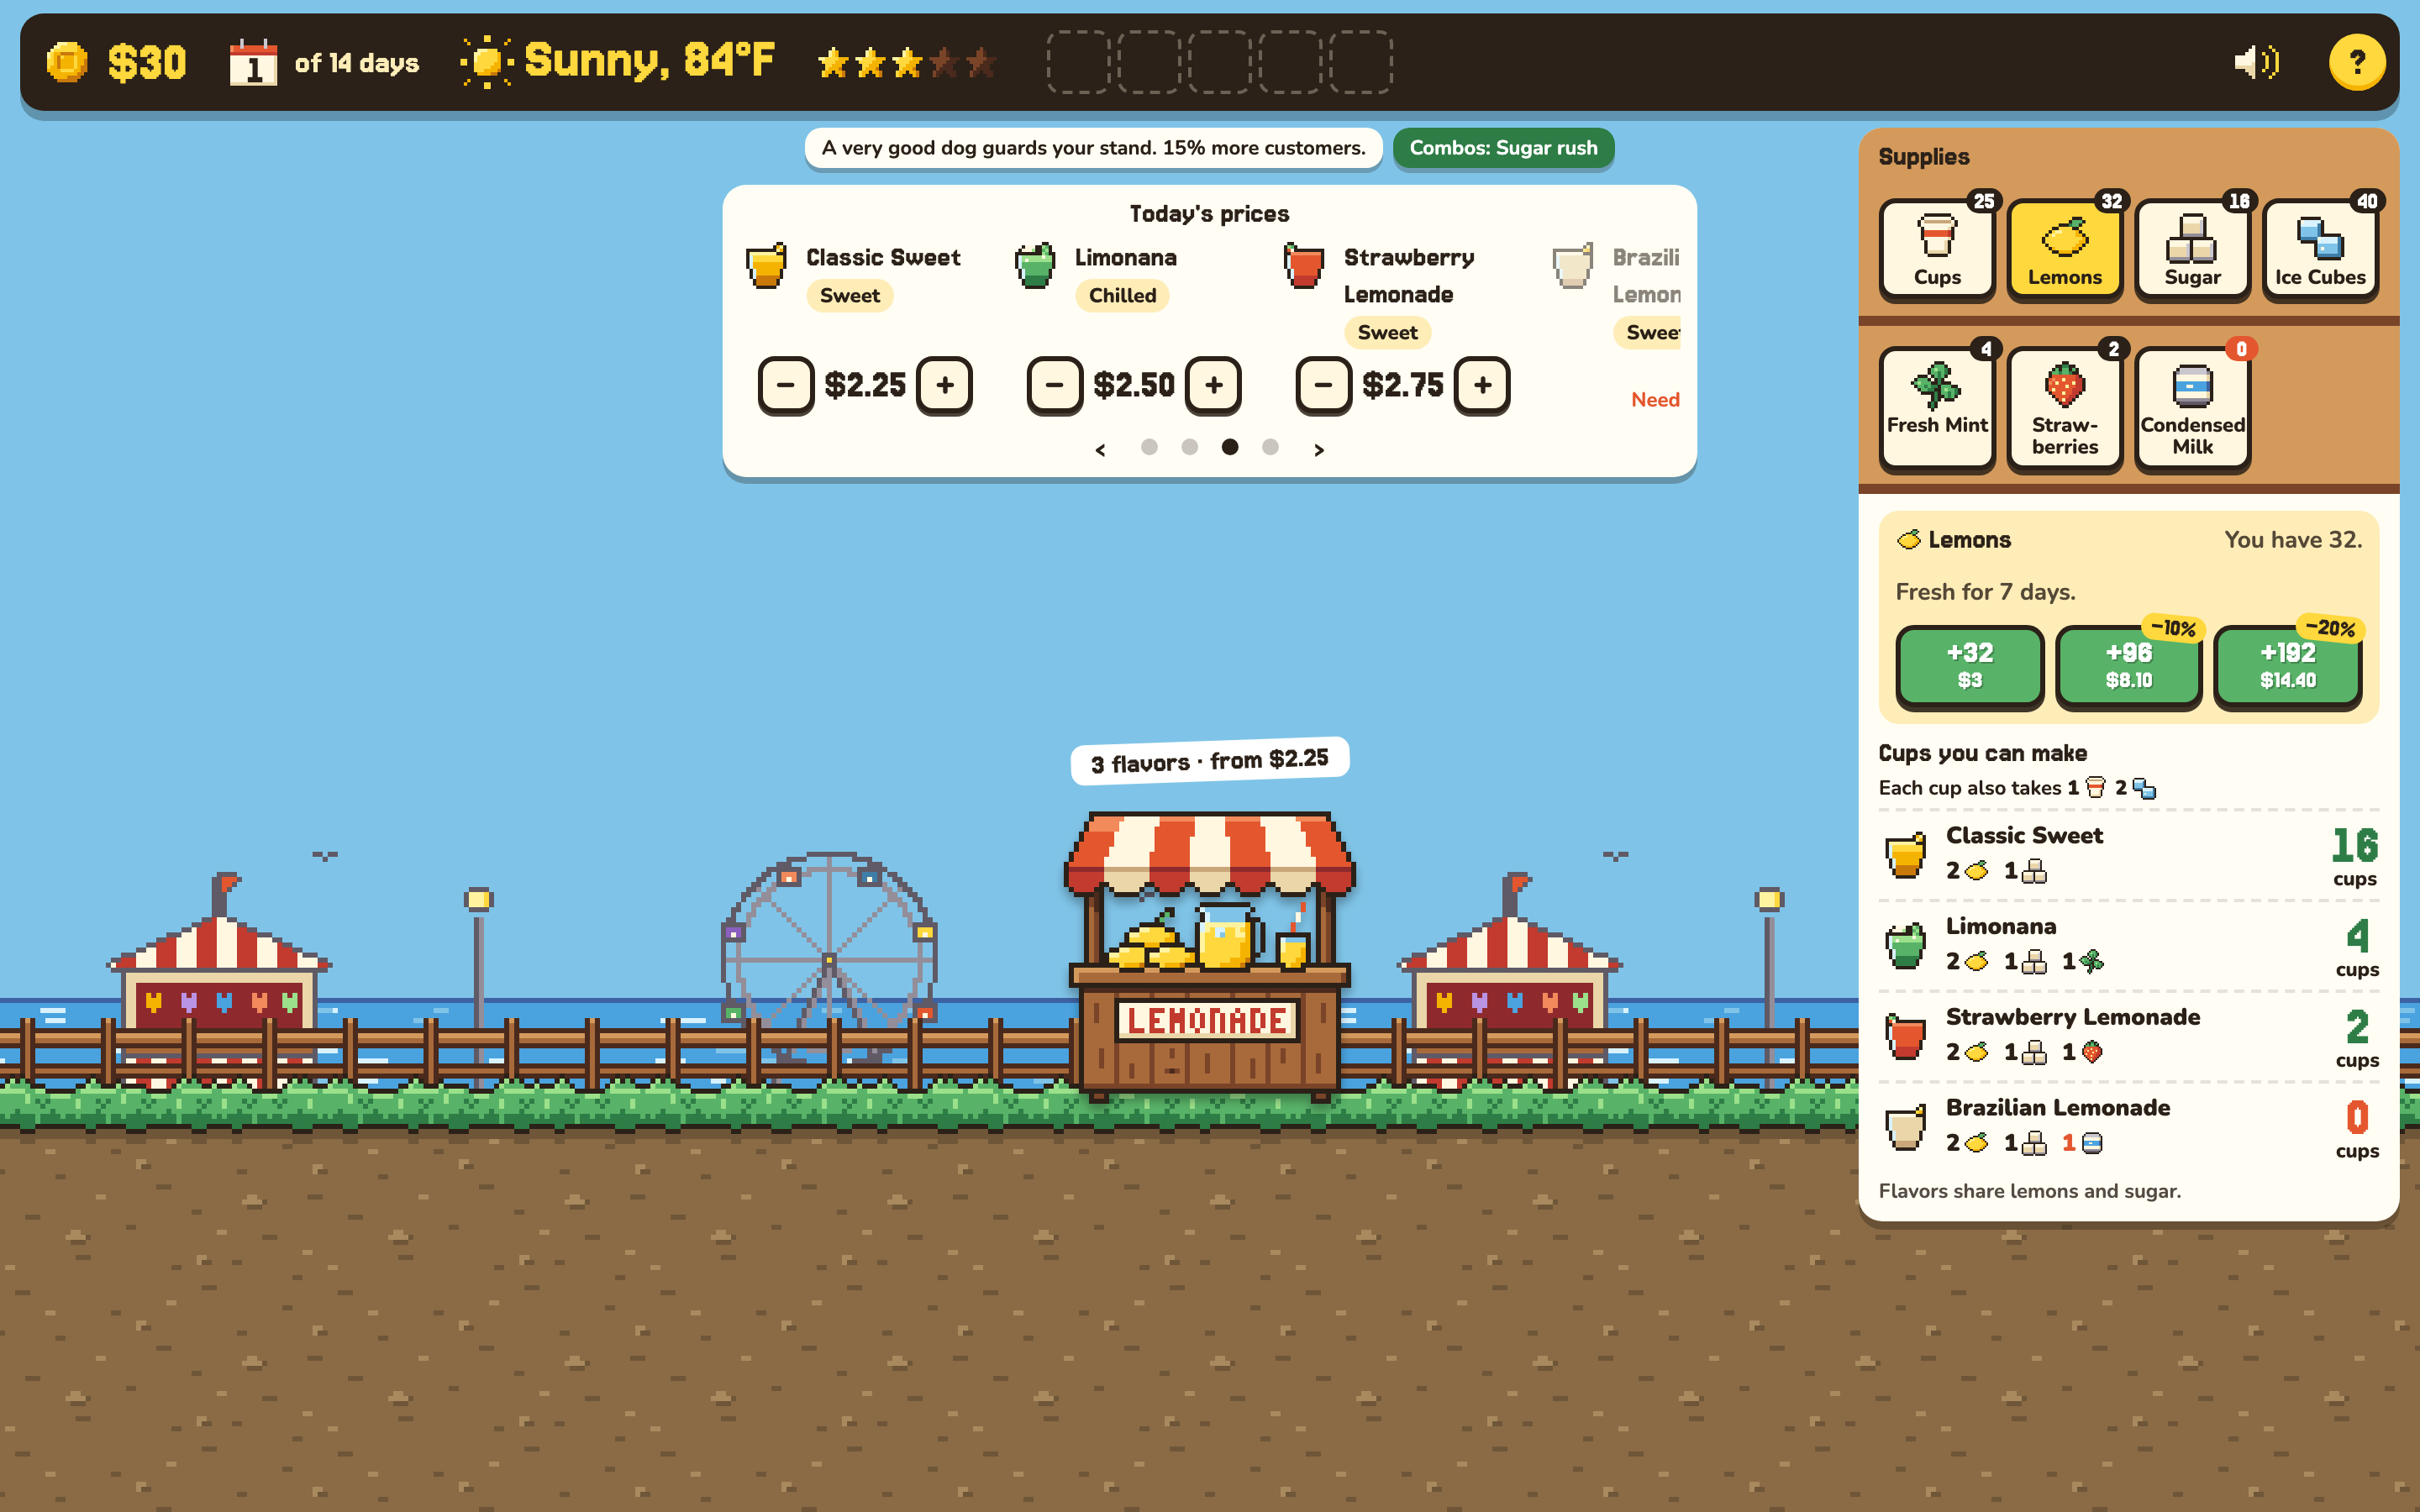 $30
1
of 14 days
Sunny, 84°F
?
A very good dog guards your stand. 15% more customers.
Combos: Sugar rush
Today's prices
Classic Sweet
Sweet
− $2.25 +
Limonana
Chilled
− $2.50 +
Strawberry
Lemonade
Sweet
− $2.75 +
Brazili
Lemon
Sweet
Need
‹ ›
Supplies
25
Cups
32
Lemons
16
Sugar
40
Ice Cubes
4
Fresh Mint
2
Straw-
berries
0
Condensed
Milk
Lemons
You have 32.
Fresh for 7 days.
+32
$3
−10%
+96
$8.10
−20%
+192
$14.40
Cups you can make
Each cup also takes 1 2
Classic Sweet
2 1
16
cups
Limonana
2 1 1
4
cups
Strawberry Lemonade
2 1 1
2
cups
Brazilian Lemonade
2 1 1
0
cups
Flavors share lemons and sugar.
3 flavors · from $2.25
LEMONADE